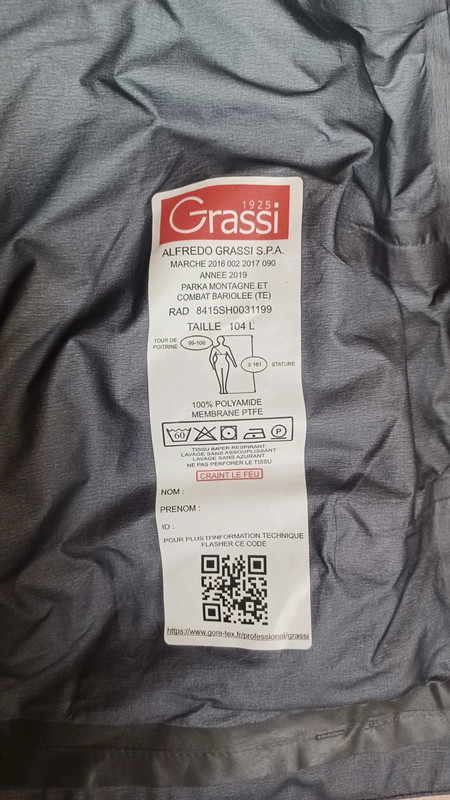 1925
Grassi
ALFREDO GRASSI S.P.A.
MARCHE 2016 002 2017 090
ANNEE 2019
PARKA MONTAGNE ET
COMBAT BARIOLEE (TE)
RAD 8415SH0031199
TAILLE 104 L
TOUR DE
POITRINE
99-106
≥ 181
STATURE
100% POLYAMIDE
MEMBRANE PTFE
60
P
TISSU IMPER RESPIRANT
LAVAGE SANS ASSOUPLISSANT
LAVAGE SANS AZURANT
NE PAS PERFORER LE TISSU
CRAINT LE FEU
NOM :
PRENOM :
ID :
POUR PLUS D'INFORMATION TECHNIQUE
FLASHER CE CODE
https://www.gore-tex.fr/professional/grassi